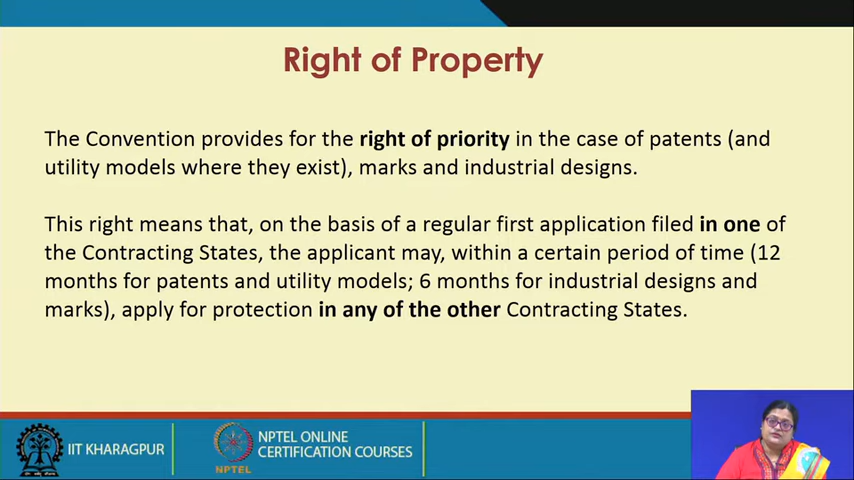 Right of Property
The Convention provides for the right of priority in the case of patents (and
utility models where they exist), marks and industrial designs.
This right means that, on the basis of a regular first application filed in one of
the Contracting States, the applicant may, within a certain period of time (12
months for patents and utility models; 6 months for industrial designs and
marks), apply for protection in any of the other Contracting States.
IIT KHARAGPUR
NPTEL
NPTEL ONLINE
CERTIFICATION COURSES